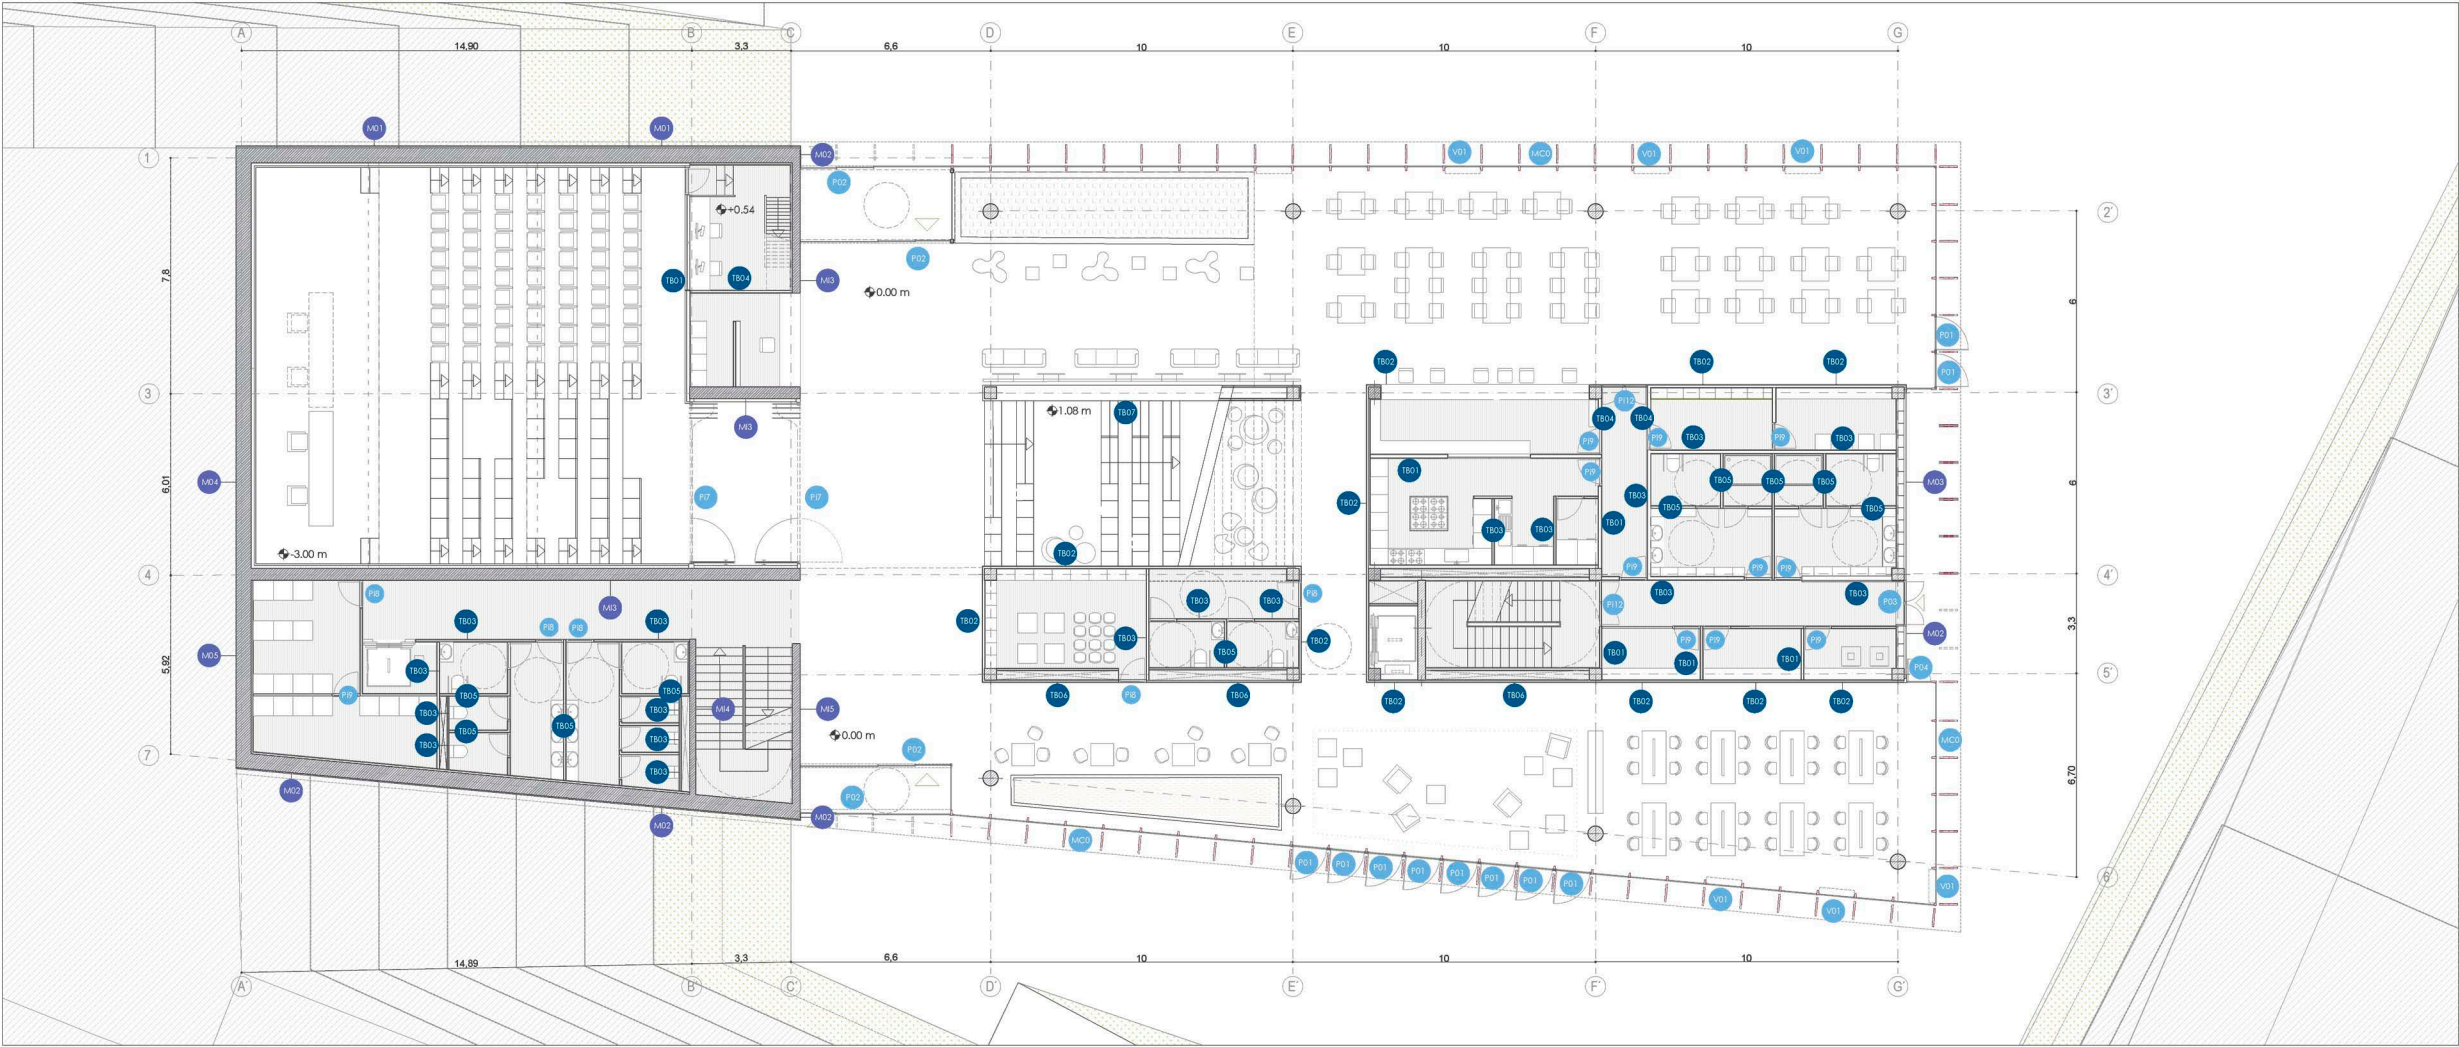 A B C D E F G
14,90 3,3 6,6 10 10 10
M01 M01
1 M02 V01 MC0 V01 V01
P02
+0.54 2'
P02
7,8 TB01 TB04 MI3 0.00 m
6
P01
TB02 TB02 TB02 P01
3 3'
1.08 m TB07 PI12
MI3 TB04 TB04
PI9 PI9 TB03 PI9 TB03
TB01 PI9
M04 6,01 TB05 TB05 TB05 M03 6
PI7 PI7 TB02 TB03
TB05 TB05
TB01
TB03 TB03
-3.00 m TB02
PI9 PI9 PI9
4 4'
PI8 PI8 TB03 TB03
MI3 TB03 TB03 PI12 P03
TB03 PI8 PI8 TB03 TB02 3,3
TB03 TB02 PI9 PI9 PI9 M02
M05 5,92 TB05 TB01
TB03 TB01 TB01 P04
5'
PI9 TB05 TB05 TB06 PI8 TB06 TB02 TB06 TB02 TB02 TB02
TB03 TB03 MI4 MI5
TB05 TB05
0.00 m
TB03 TB03 MC0
7 P02
TB03 6,70
M02 P02
M02 M02
MC0
P01 P01 P01 P01 P01 P01 P01 P01
6'
V01
V01 V01
14,89 3,3 6,6 10 10 10
A' B' C' D' E' F' G'